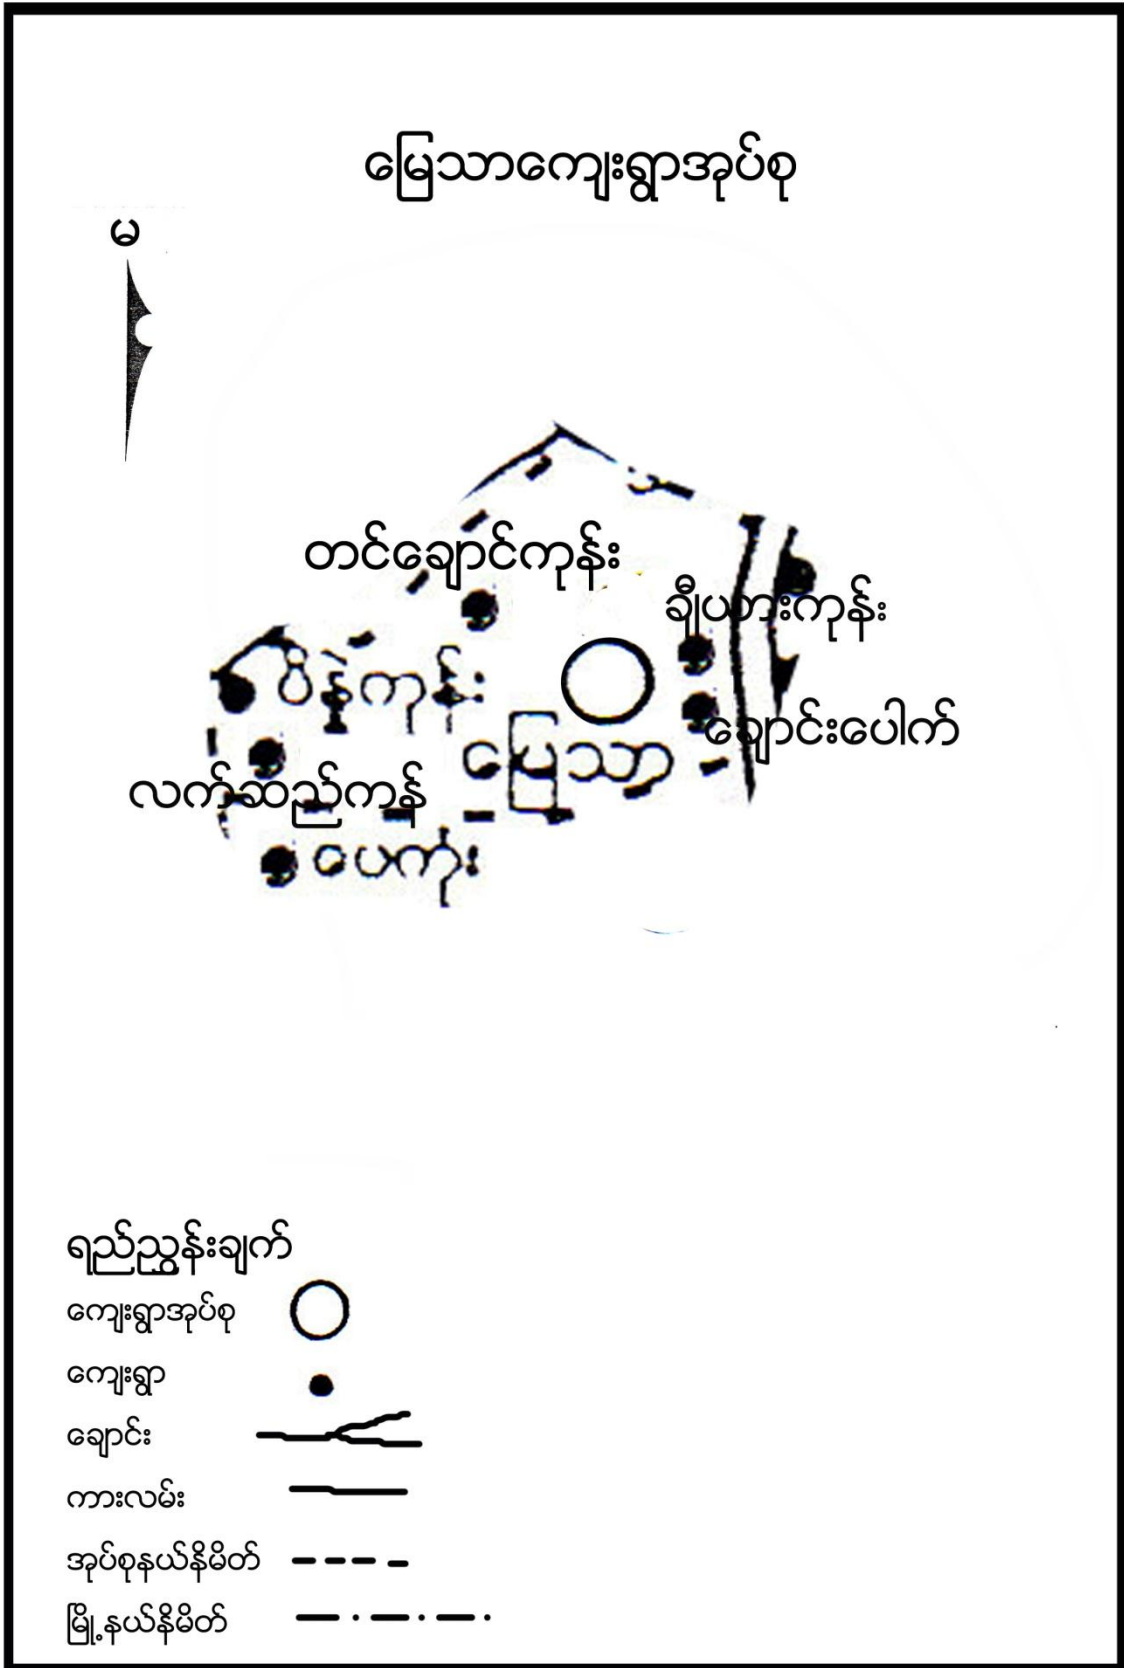 မြေသာကျေးရွာအုပ်စု
မ
တင်ချောင်ကုန်း
ချီယားကုန်း
ပိန္နဲကုန်း
ချောင်းပေါက်
မြေသာ
လက်ဆည်ကန်
ပေကုံး
ရည်ညွှန်းချက်
ကျေးရွာအုပ်စု
ကျေးရွာ
ချောင်း
ကားလမ်း
အုပ်စုနယ်နိမိတ်
မြို့နယ်နိမိတ်